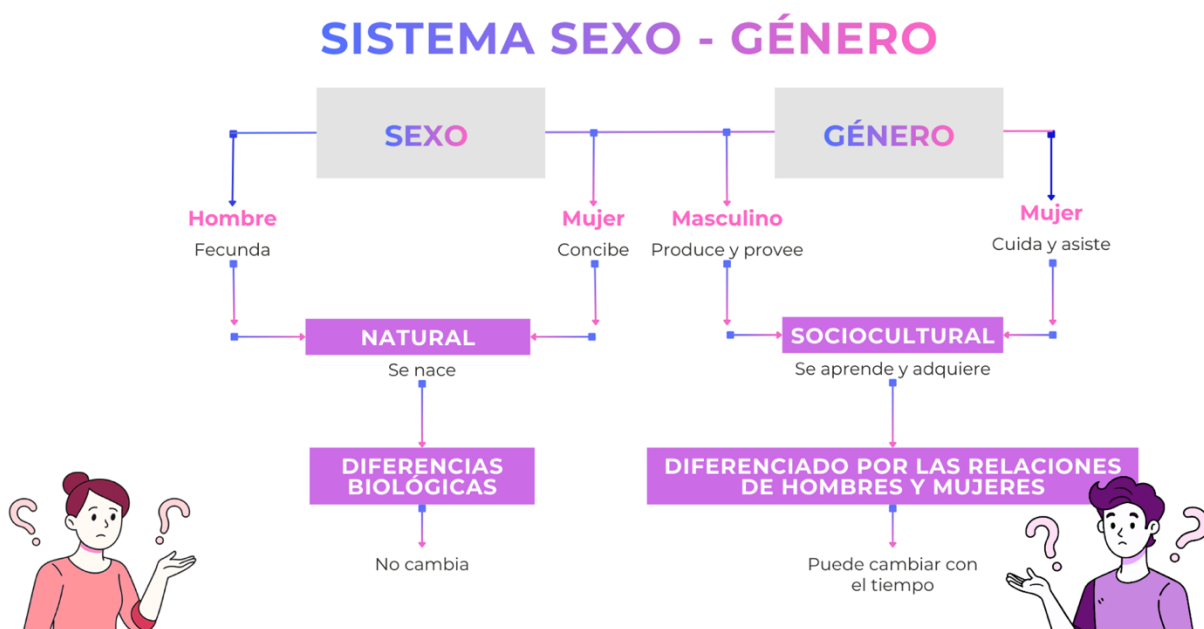 SISTEMA SEXO - GÉNERO
SEXO
GÉNERO
Hombre
Fecunda
Mujer
Concibe
Masculino
Produce y provee
Mujer
Cuida y asiste
NATURAL
Se nace
SOCIOCULTURAL
Se aprende y adquiere
DIFERENCIAS
BIOLÓGICAS
No cambia
DIFERENCIADO POR LAS RELACIONES
DE HOMBRES Y MUJERES
Puede cambiar con
el tiempo